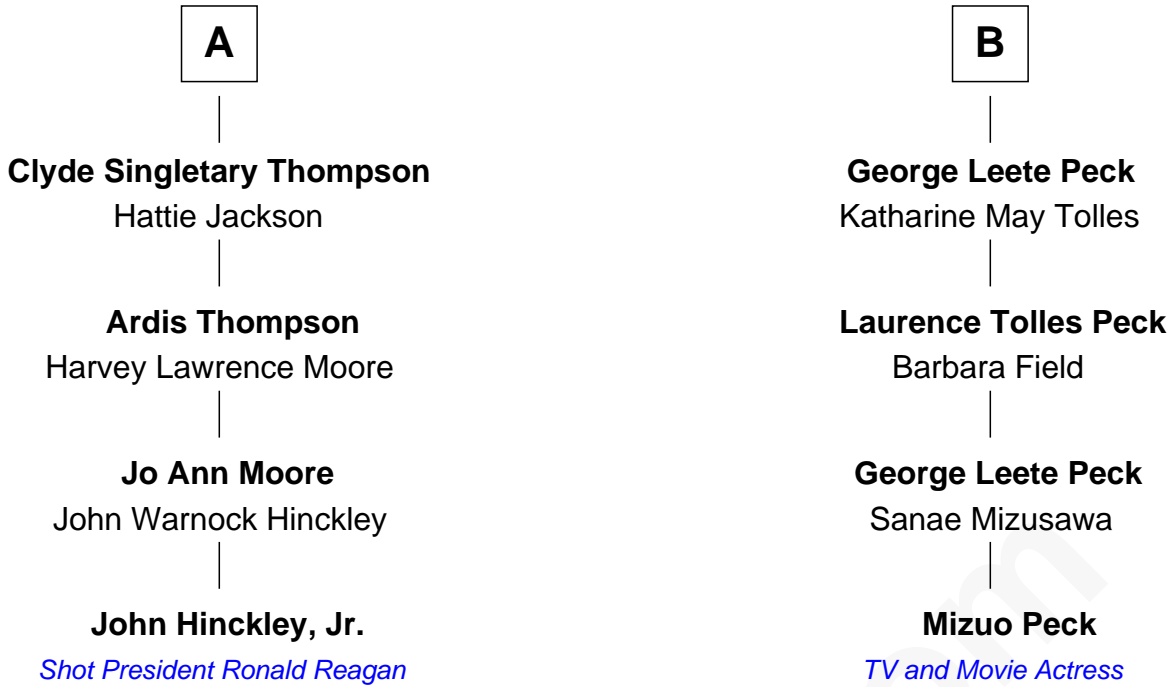 A
Clyde Singletary Thompson
Hattie Jackson
Ardis Thompson
Harvey Lawrence Moore
Jo Ann Moore
John Warnock Hinckley
John Hinckley, Jr.
Shot President Ronald Reagan
B
George Leete Peck
Katharine May Tolles
Laurence Tolles Peck
Barbara Field
George Leete Peck
Sanae Mizusawa
Mizuo Peck
TV and Movie Actress